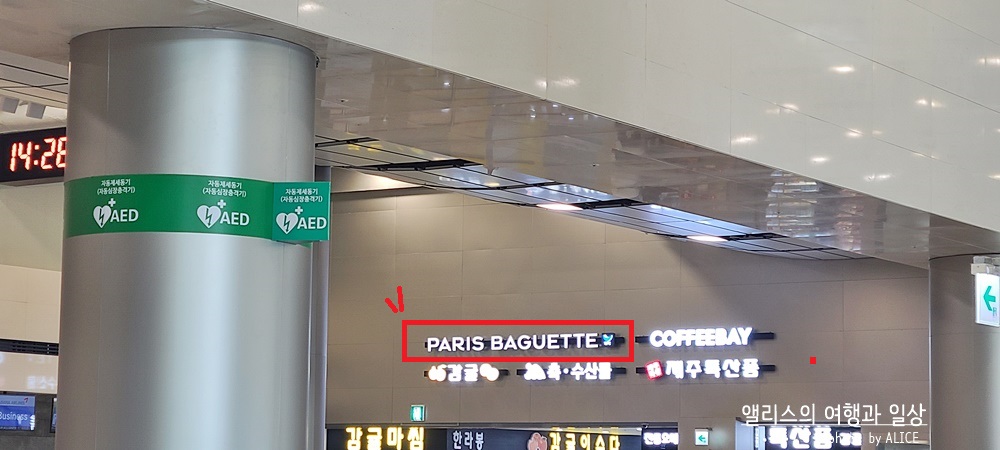 14:28
자동제세동기
(자동심장충격기)
AED
자동제세동기
(자동심장충격기)
AED
자동제세동기
(자동심장충격기)
AED
PARIS BAGUETTE
COFFEEBAY
감귤
축·수산물
제주특산품
Business
감귤마심
한라봉
앨리스의 여행과 일상
by ALICE